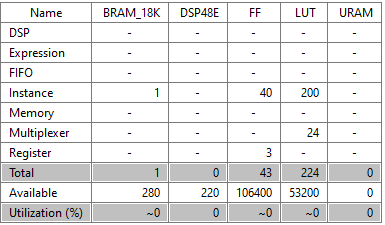 Name BRAM_18K DSP48E FF LUT URAM
DSP - - - - -
Expression - - - - -
FIFO - - - - -
Instance 1 - 40 200 -
Memory - - - - -
Multiplexer - - - 24 -
Register - - 3 - -
Total 1 0 43 224 0
Available 280 220 106400 53200 0
Utilization (%) ~0 0 ~0 ~0 0